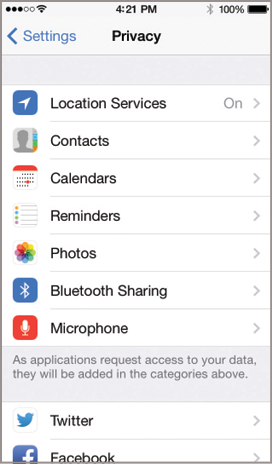 4:21 PM 100%
Settings Privacy
Location Services On
Contacts
Calendars
Reminders
Photos
Bluetooth Sharing
Microphone
As applications request access to your data,
they will be added in the categories above.
Twitter
Facebook